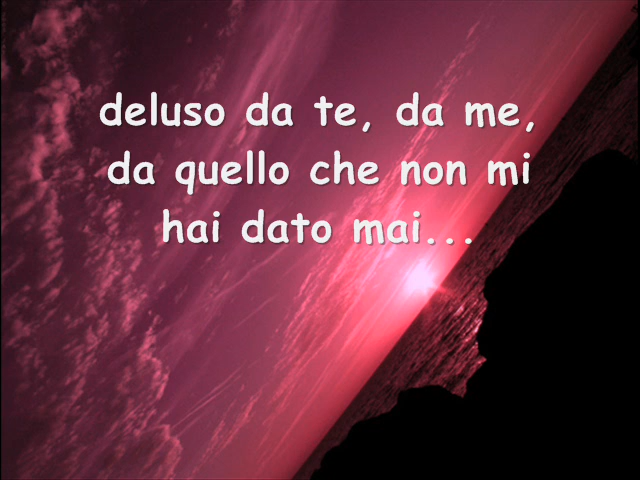 deluso da te, da me,
da quello che non mi
hai dato mai...